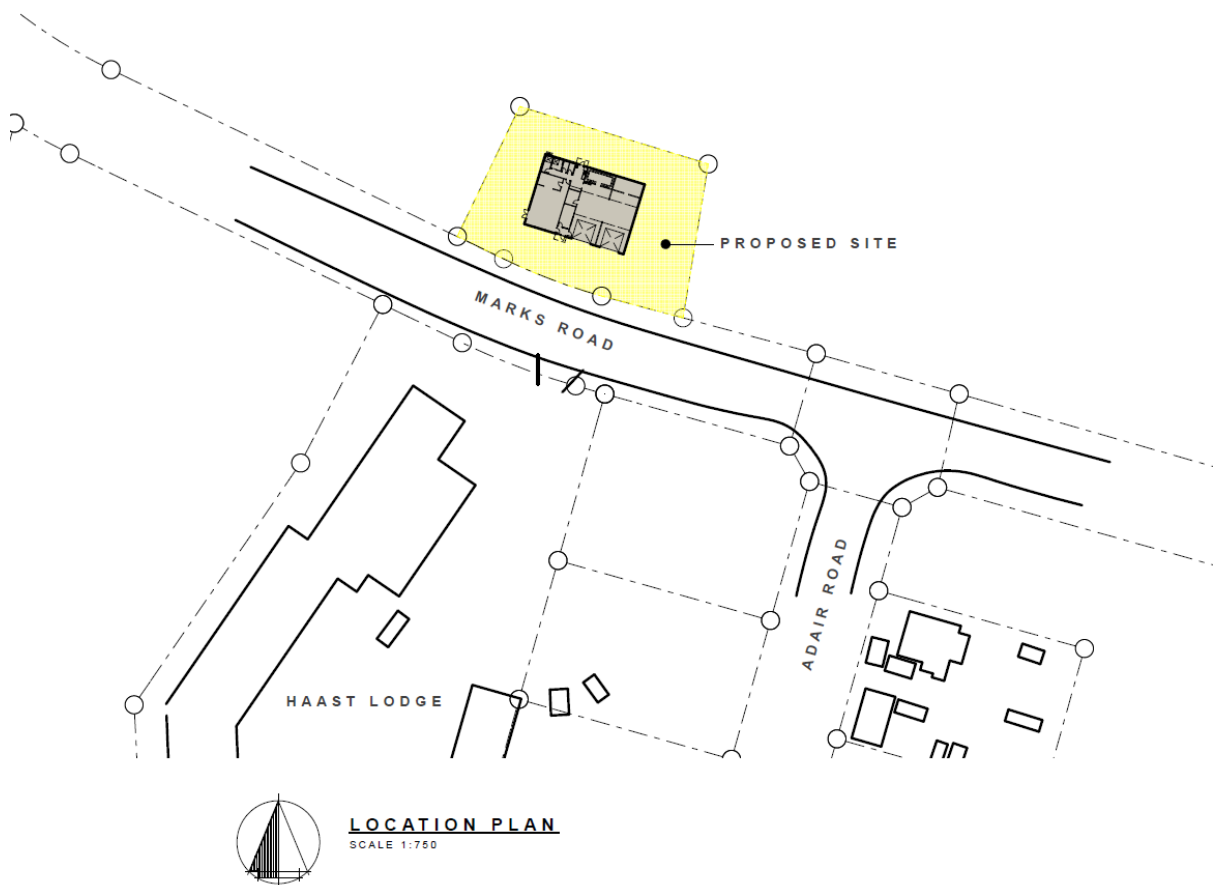 PROPOSED SITE
MARKS ROAD
ADAIR ROAD
HAAST LODGE
LOCATION PLAN
SCALE 1:750